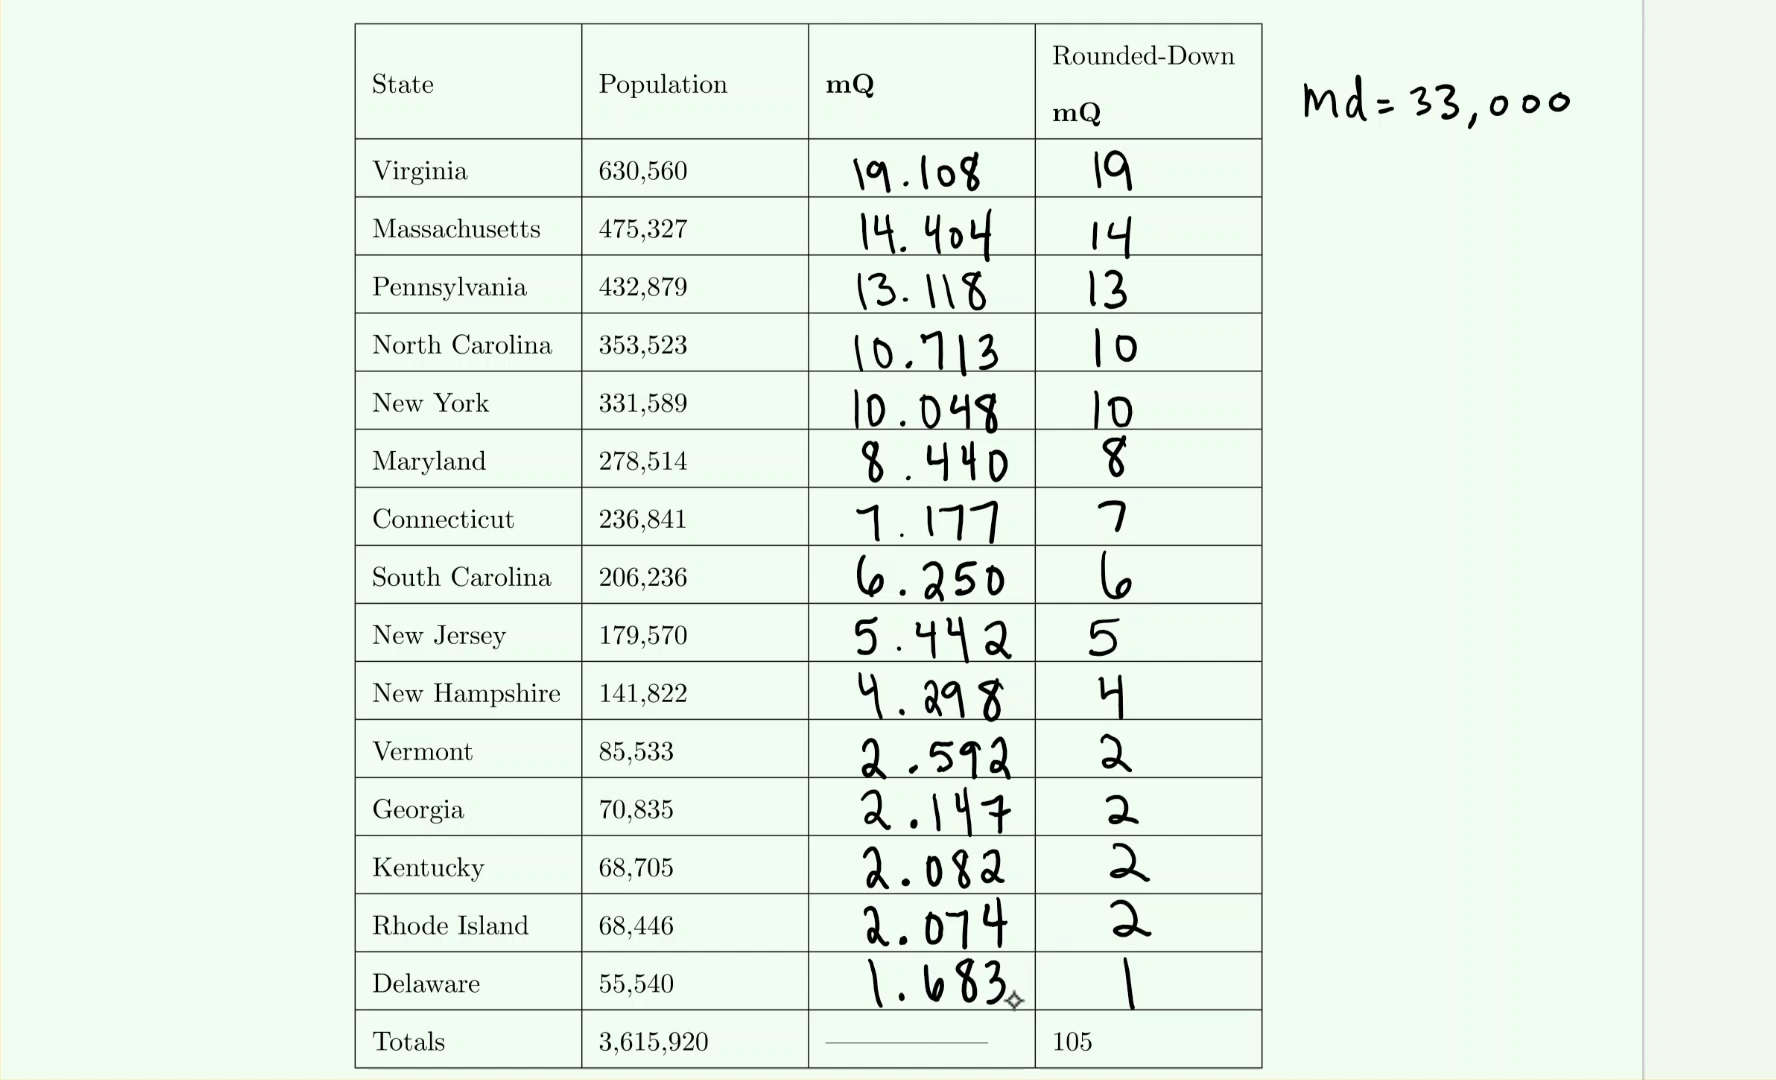 State Population mQ Rounded-Down mQ md = 33,000
Virginia 630,560 19.108 19
Massachusetts 475,327 14.404 14
Pennsylvania 432,879 13.118 13
North Carolina 353,523 10.713 10
New York 331,589 10.048 10
Maryland 278,514 8.440 8
Connecticut 236,841 7.177 7
South Carolina 206,236 6.250 6
New Jersey 179,570 5.442 5
New Hampshire 141,822 4.298 4
Vermont 85,533 2.592 2
Georgia 70,835 2.147 2
Kentucky 68,705 2.082 2
Rhode Island 68,446 2.074 2
Delaware 55,540 1.683 1
Totals 3,615,920 105